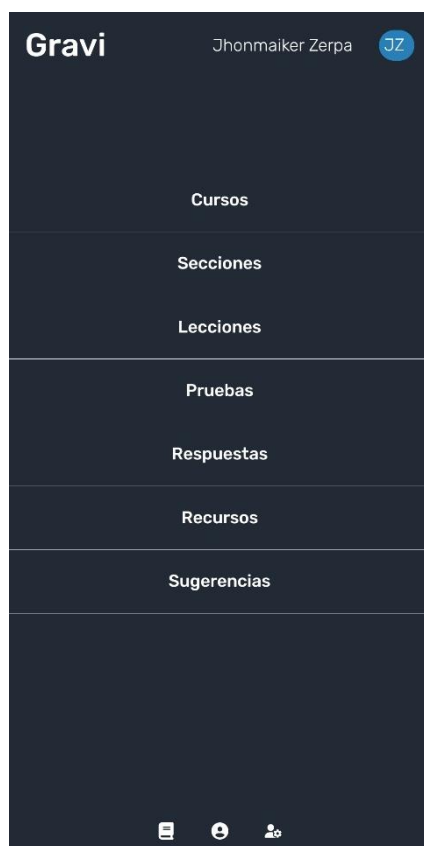 Gravi
Jhonmaiker Zerpa
JZ
Cursos
Secciones
Lecciones
Pruebas
Respuestas
Recursos
Sugerencias